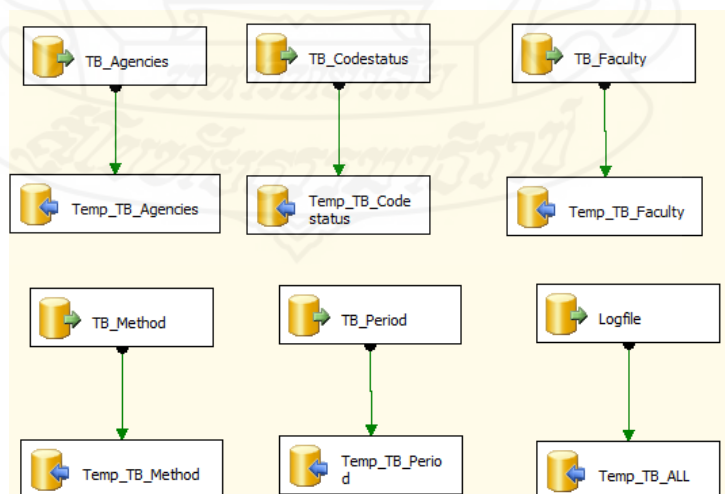 TB_Agencies
TB_Codestatus
TB_Faculty
Temp_TB_Agencies
Temp_TB_Code
status
Temp_TB_Faculty
TB_Method
TB_Period
Logfile
Temp_TB_Method
Temp_TB_Perio
d
Temp_TB_ALL